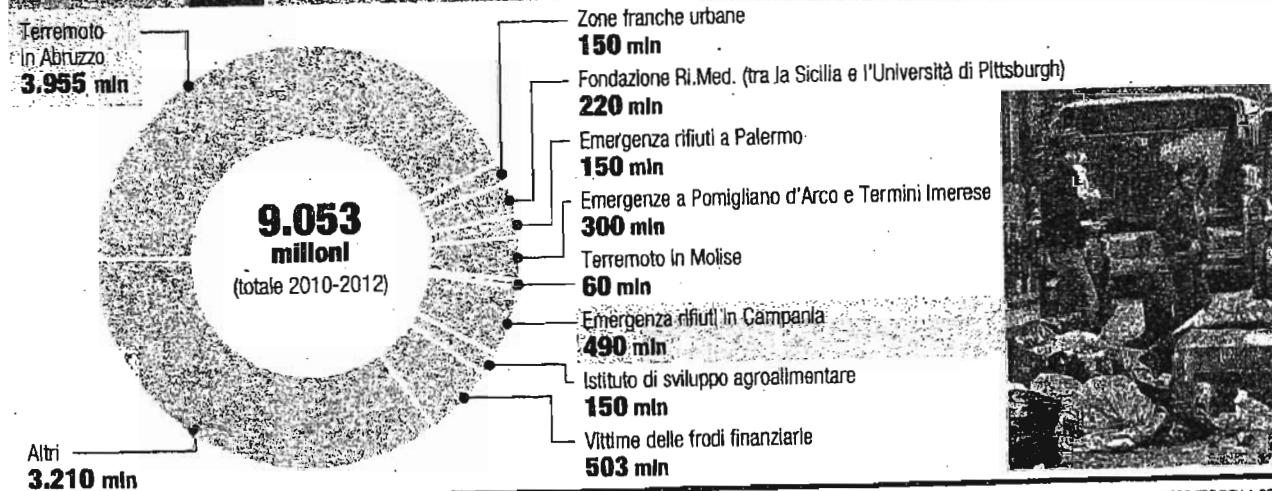 Terremoto
in Abruzzo
3.955 mln
Zone franche urbane
150 mln
Fondazione Ri.Med. (tra la Sicilia e l'Università di Pittsburgh)
220 mln
Emergenza rifiuti a Palermo
150 mln
Emergenze a Pomigliano d'Arco e Termini Imerese
300 mln
Terremoto in Molise
60 mln
Emergenza rifiuti in Campania
490 mln
Istituto di sviluppo agroalimentare
150 mln
Vittime delle frodi finanziarie
503 mln
9.053
milioni
(totale 2010-2012)
Altri
3.210 mln